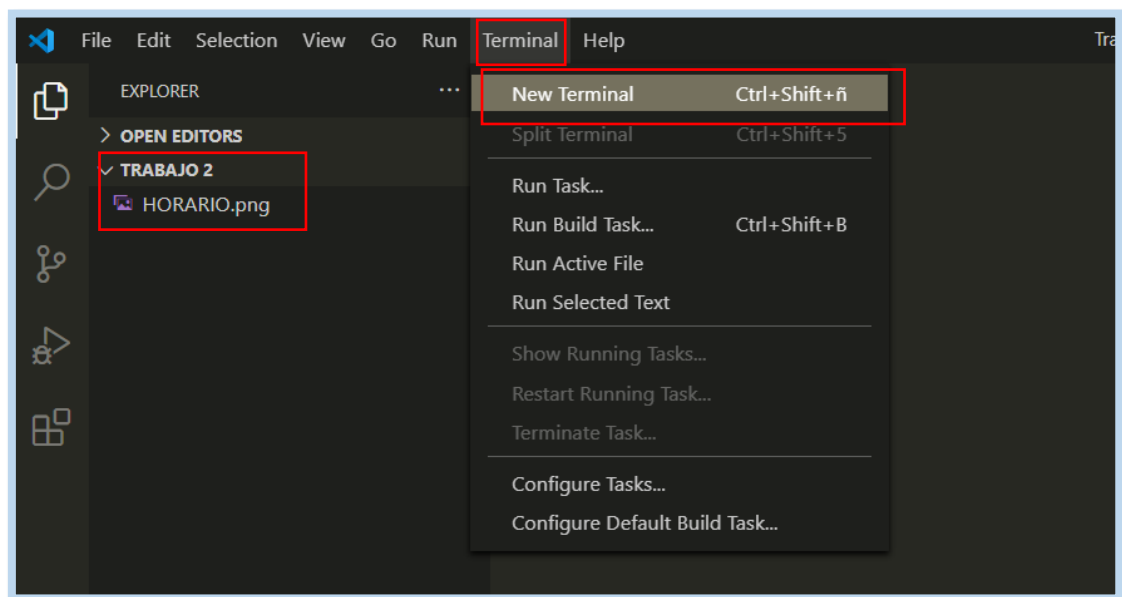 File Edit Selection View Go Run Terminal Help
EXPLORER ...
OPEN EDITORS
TRABAJO 2
HORARIO.png
New Terminal Ctrl+Shift+ñ
Split Terminal Ctrl+Shift+5
Run Task...
Run Build Task... Ctrl+Shift+B
Run Active File
Run Selected Text
Show Running Tasks...
Restart Running Task...
Terminate Task...
Configure Tasks...
Configure Default Build Task...